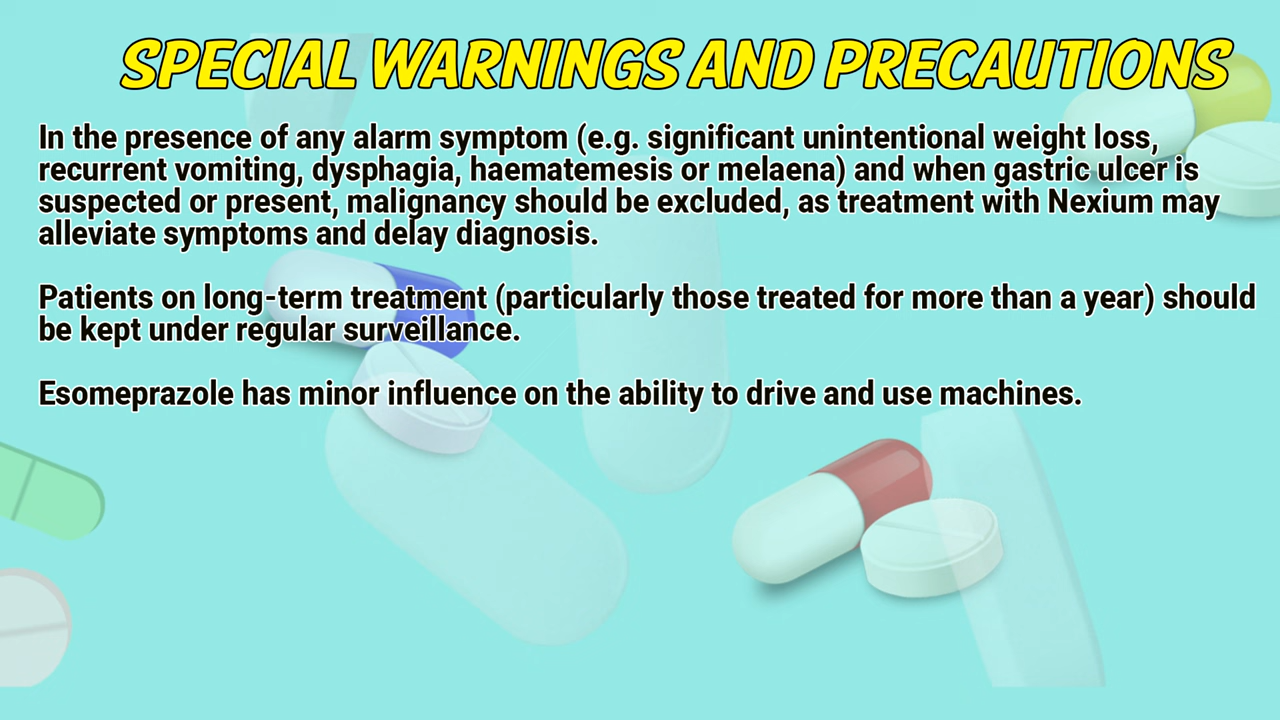 SPECIAL WARNINGS AND PRECAUTIONS
In the presence of any alarm symptom (e.g. significant unintentional weight loss,
recurrent vomiting, dysphagia, haematemesis or melaena) and when gastric ulcer is
suspected or present, malignancy should be excluded, as treatment with Nexium may
alleviate symptoms and delay diagnosis.
Patients on long-term treatment (particularly those treated for more than a year) should
be kept under regular surveillance.
Esomeprazole has minor influence on the ability to drive and use machines.